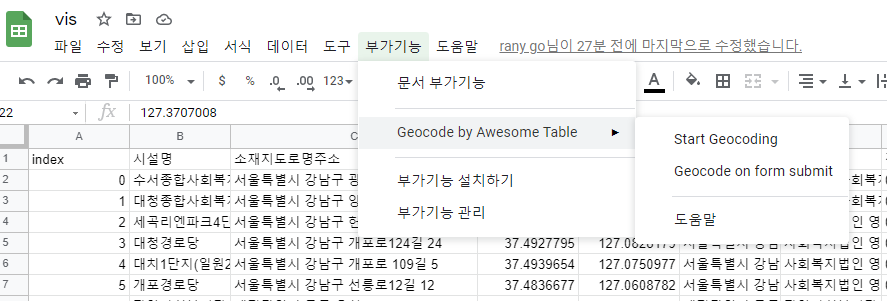 vis
파일 수정 보기 삽입 서식 데이터 도구 부가기능 도움말 rany go님이 27분 전에 마지막으로 수정했습니다.
100% $ % .0 .00 123 A
22 fx 127.3707008
문서 부가기능
Geocode by Awesome Table
Start Geocoding
Geocode on form submit
도움말
부가기능 설치하기
부가기능 관리
A B C
1 index 시설명 소재지도로명주소
2 0 수서종합사회복지 서울특별시 강남구 광
3 1 대청종합사회복지 서울특별시 강남구
4 2 세곡리엔파크4단 서울특별시 강남구 헌
5 3 대청경로당 서울특별시 강남구 개포로124길 24 37.4927795 서울특별시 강남 사회복지법인 영
6 4 대치1단지(일원2 서울특별시 강남구 개포로 109길 5 37.4939654 127.0750977 서울특별시 강남 사회복지법인 영
7 5 개포경로당 서울특별시 강남구 선릉로12길 12 37.4836677 127.0608782 서울특별시 강남 사회복지법인 영